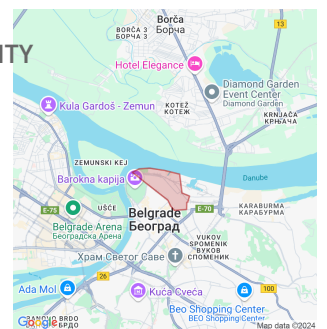 Borča
Борча
BORČA 3
БОРЧА 3
13
ITY
Hotel Elegance
Diamond Garden
Event Center
Diamond Garden
Kula Gardoš - Zemun
KOTEŽ
КОТЕЖ
KRNJAČA
КРЊАЧА
ZEMUNSKI KEJ
Barokna kapija
Danube
UŠĆE
E-75
E-70
KARABURMA
КАРАБУРМА
Belgrade Arena
Београдска Арена
Belgrade
Београд
VUKOV
SPOMENIK
ВУКОВ
СПОМЕНИК
Храм Светог Саве
26
Ada Mol
Kuća Cveća
Beo Shopping Center
BEO Shopping Center
Google
BRDO
БРДО
Map data ©2024